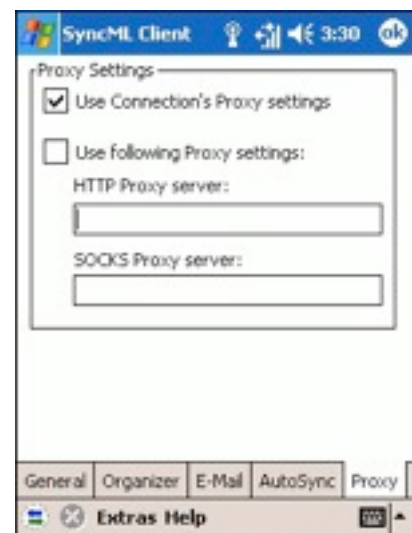 SyncML Client 3:30 ok
Proxy Settings
Use Connection's Proxy settings
Use following Proxy settings:
HTTP Proxy server:
SOCKS Proxy server:
General Organizer E-Mail AutoSync Proxy
Extras Help